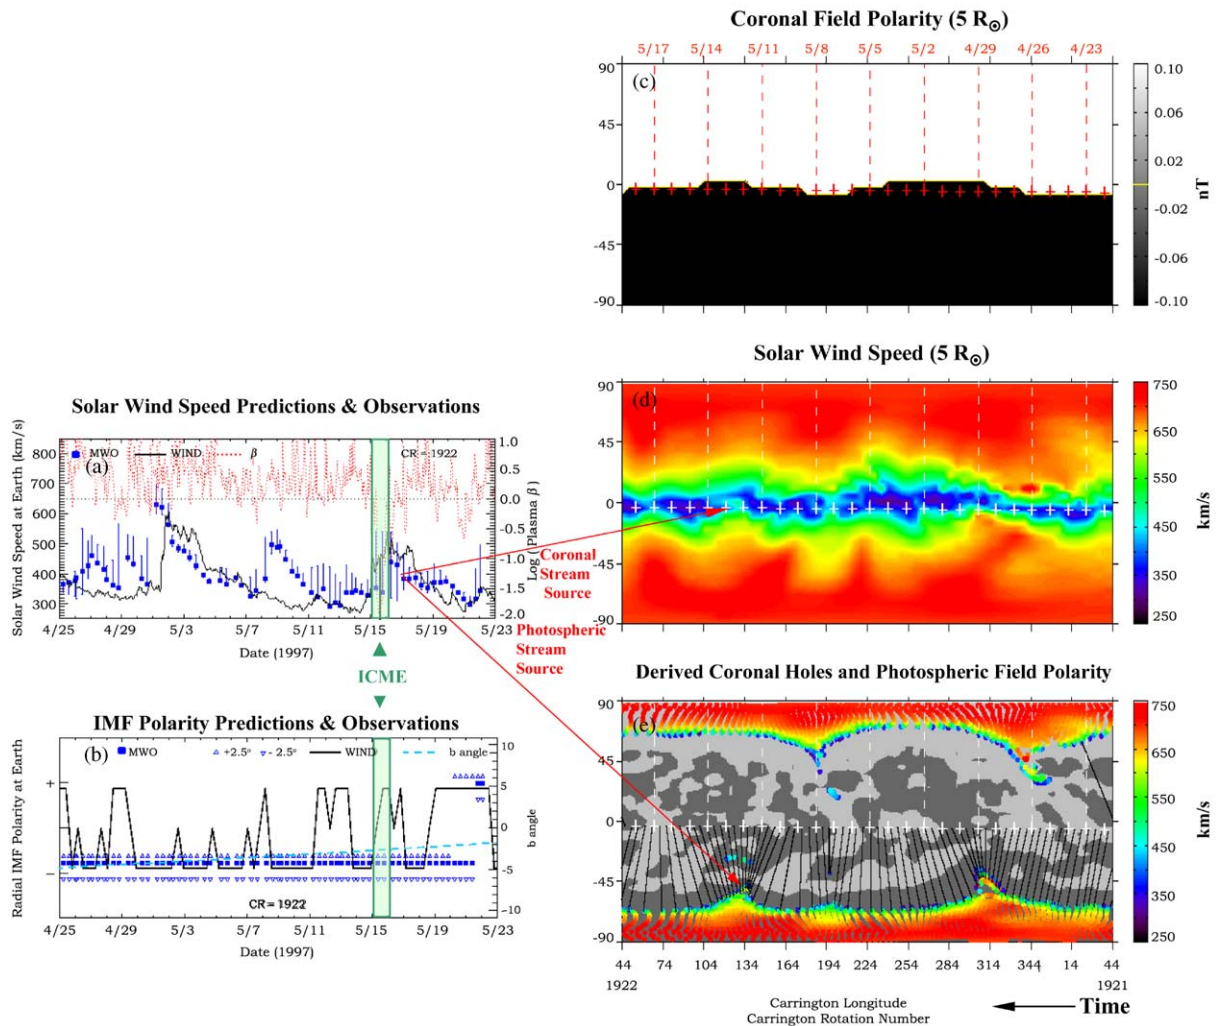 Coronal Field Polarity (5 R☉)
5/17 5/14 5/11 5/8 5/5 5/2 4/29 4/26 4/23
(c)
90
45
0
-45
-90
0.10
0.06
0.02
-0.02
-0.06
-0.10
nT
Solar Wind Speed (5 R☉)
(d)
90
45
0
-45
-90
750
650
550
450
350
250
km/s
Solar Wind Speed Predictions & Observations
MWO WIND β CR = 1922
(a)
Solar Wind Speed at Earth (km/s)
800
700
600
500
400
300
1.0
0.5
0.0
-0.5
-1.0
-1.5
-2.0
Log (Plasma β)
4/25 4/29 5/3 5/7 5/11 5/15 5/19 5/23
Date (1997)
Coronal
Stream
Source
Photospheric
Stream
Source
ICME
IMF Polarity Predictions & Observations
(b) MWO +2.5° -2.5° WIND b angle
Radial IMF Polarity at Earth
+
−
10
5
0
-5
-10
b angle
CR = 1922
4/25 4/29 5/3 5/7 5/11 5/15 5/19 5/23
Date (1997)
Derived Coronal Holes and Photospheric Field Polarity
(e)
90
45
0
-45
-90
750
650
550
450
350
250
km/s
44 74 104 134 164 194 224 254 284 314 344 14 44
1922 1921
Carrington Longitude
Carrington Rotation Number
Time